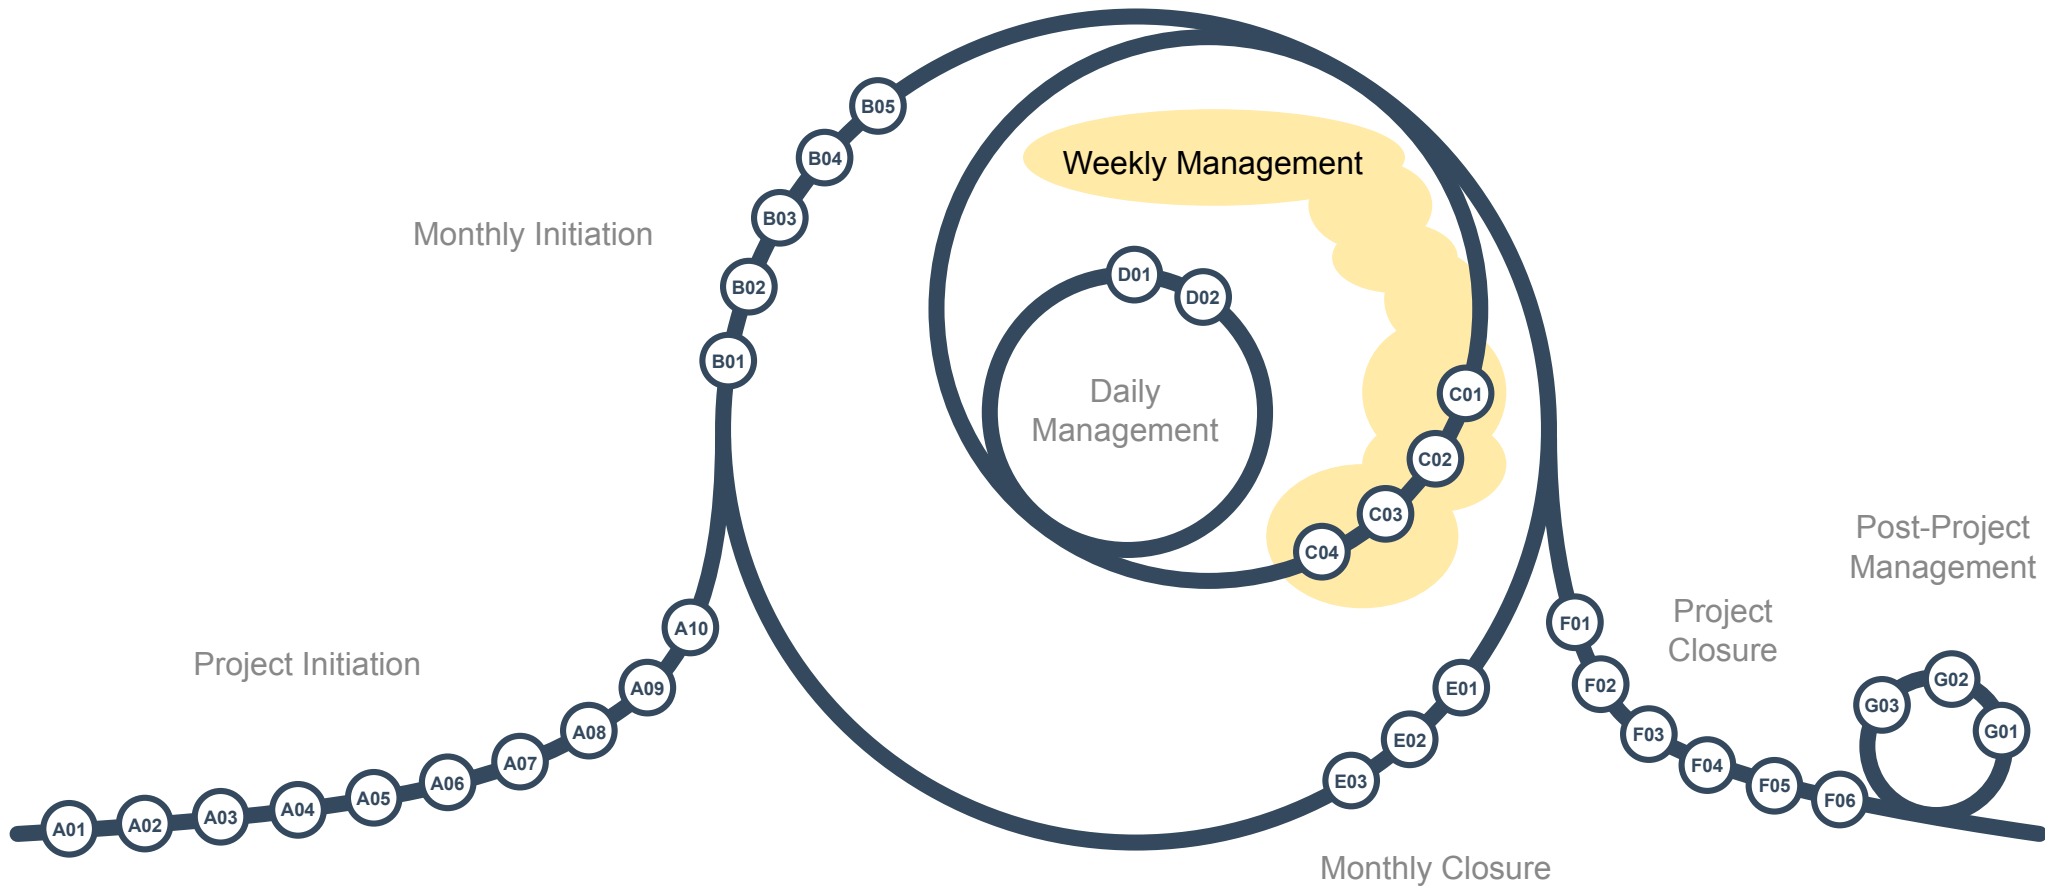 Project Initiation
A01
A02
A03
A04
A05
A06
A07
A08
A09
A10
Monthly Initiation
B01
B02
B03
B04
B05
Weekly Management
C01
C02
C03
C04
Daily
Management
D01
D02
Monthly Closure
E01
E02
E03
Project
Closure
F01
F02
F03
F04
F05
F06
Post-Project
Management
G01
G02
G03